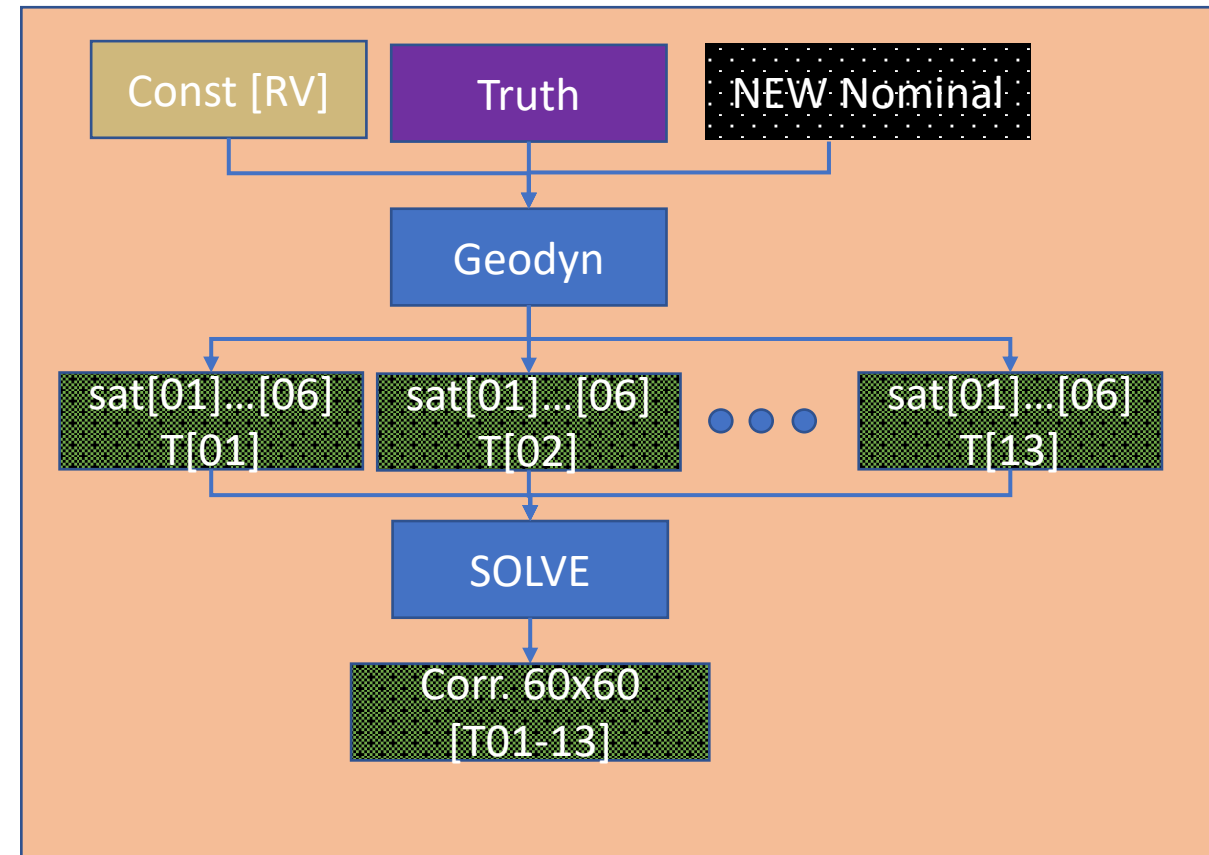 Const [RV]
Truth
NEW Nominal
Geodyn
sat[01]...[06]
T[01]
sat[01]...[06]
T[02]
sat[01]...[06]
T[13]
SOLVE
Corr. 60x60
[T01-13]